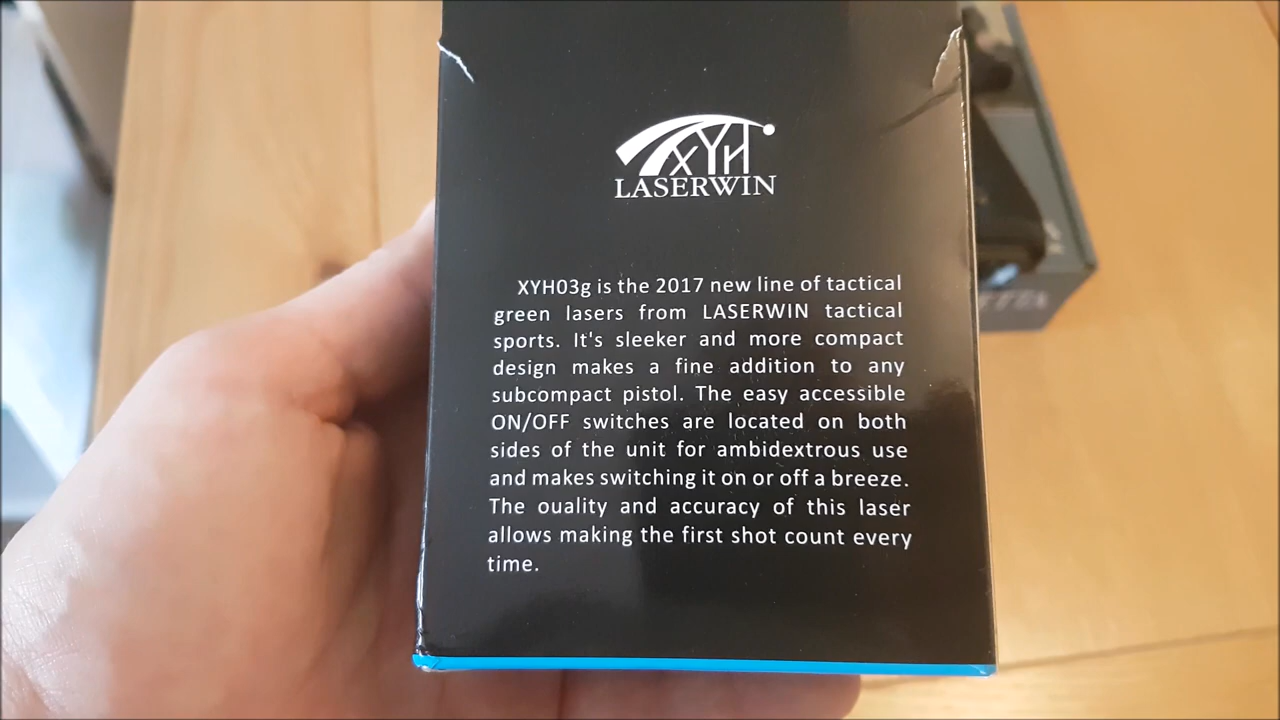 XYH
LASERWIN
XYH03g is the 2017 new line of tactical
green lasers from LASERWIN tactical
sports. It's sleeker and more compact
design makes a fine addition to any
subcompact pistol. The easy accessible
ON/OFF switches are located on both
sides of the unit for ambidextrous use
and makes switching it on or off a breeze.
The ouality and accuracy of this laser
allows making the first shot count every
time.